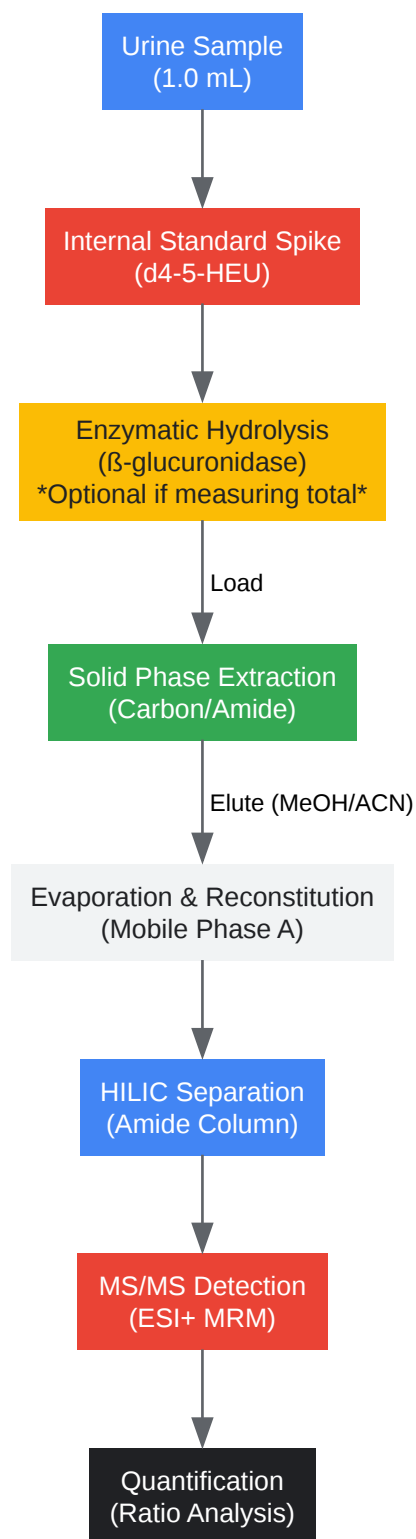 Urine Sample
(1.0 mL)
Internal Standard Spike
(d4-5-HEU)
Enzymatic Hydrolysis
(ß-glucuronidase)
*Optional if measuring total*
Load
Solid Phase Extraction
(Carbon/Amide)
Elute (MeOH/ACN)
Evaporation & Reconstitution
(Mobile Phase A)
HILIC Separation
(Amide Column)
MS/MS Detection
(ESI+ MRM)
Quantification
(Ratio Analysis)